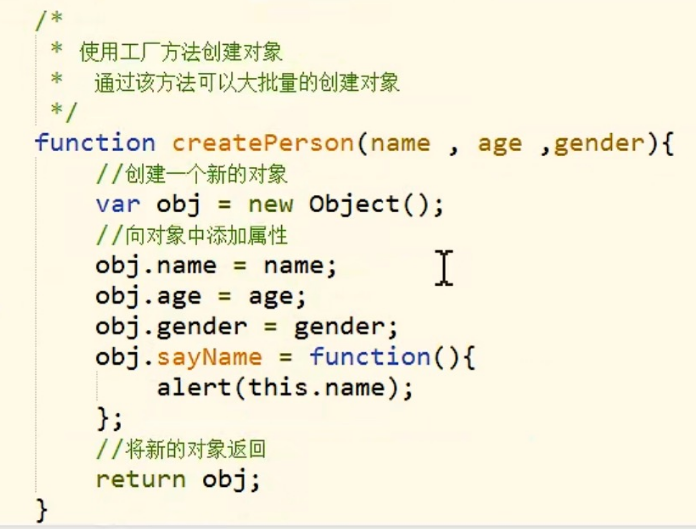 /*
 * 使用工厂方法创建对象
 *  通过该方法可以大批量的创建对象
 */
function createPerson(name , age ,gender){
    //创建一个新的对象
    var obj = new Object();
    //向对象中添加属性
    obj.name = name;
    obj.age = age;
    obj.gender = gender;
    obj.sayName = function(){
        alert(this.name);
    };
    //将新的对象返回
    return obj;
}